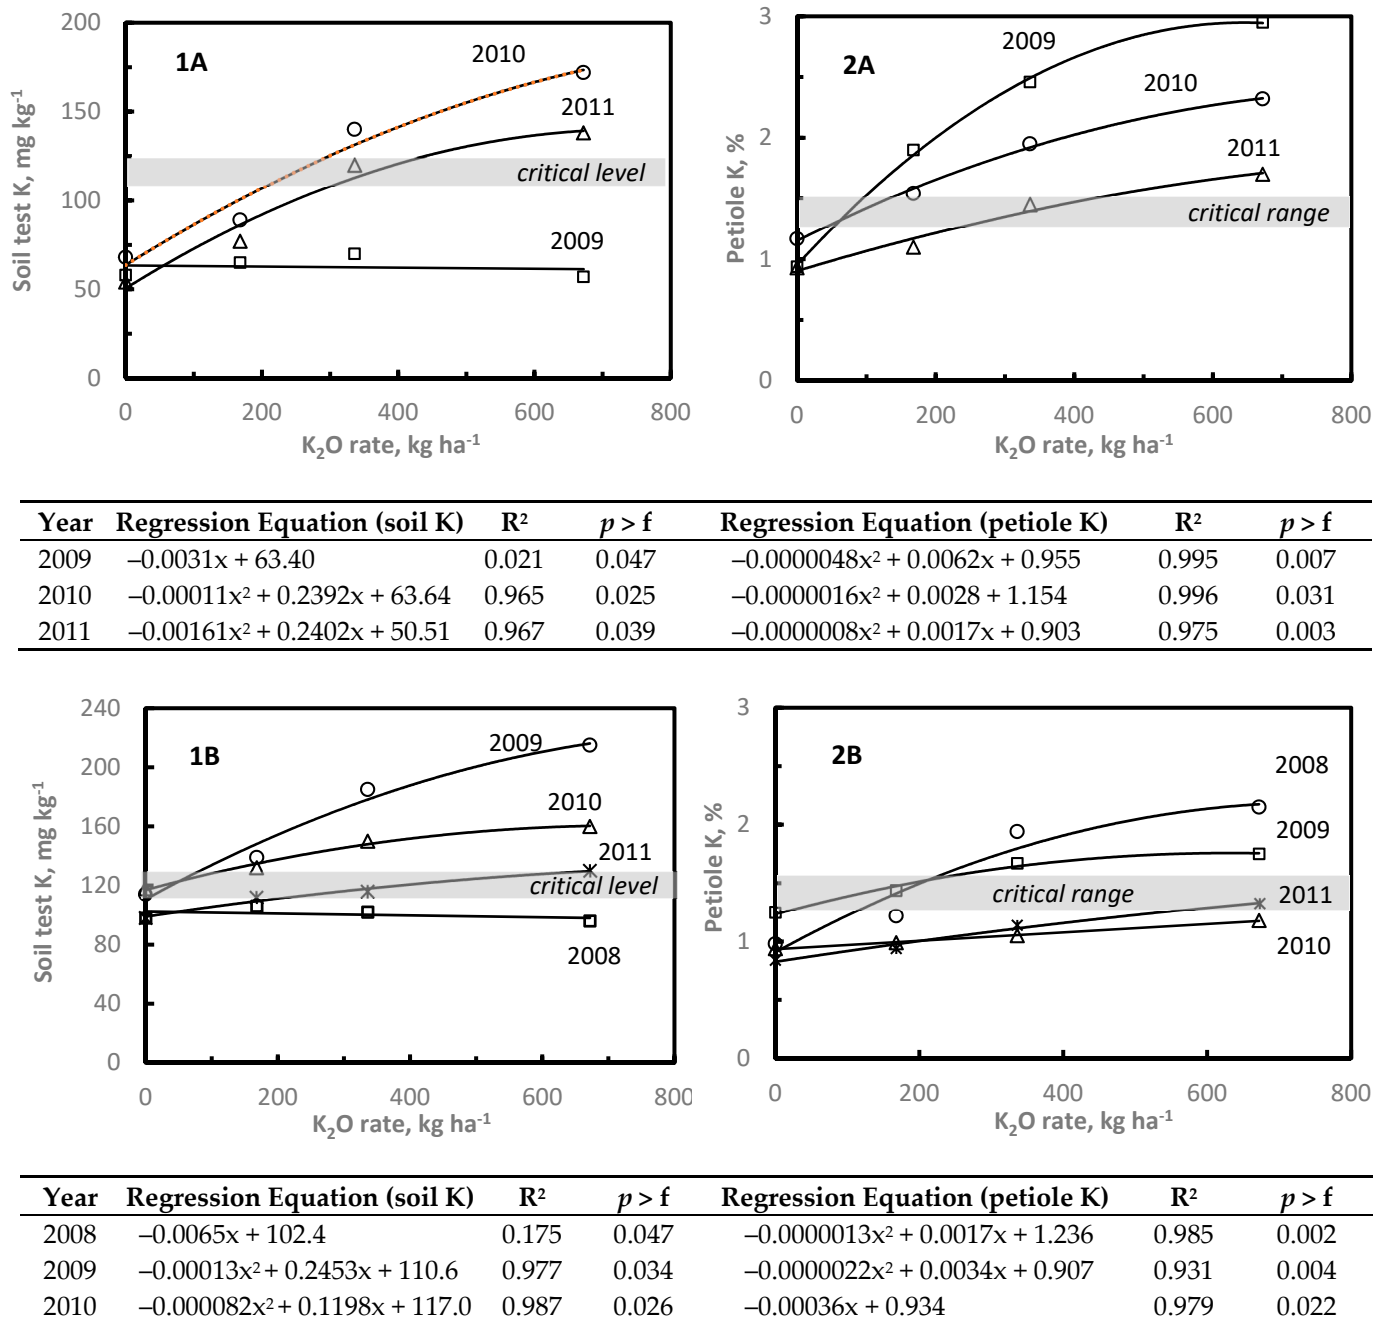 1A
2010
2011
critical level
2009
Soil test K, mg kg⁻¹
200
150
100
50
0
0 200 400 600 800
K₂O rate, kg ha⁻¹
2A
2009
2010
2011
critical range
Petiole K, %
3
2
1
0
0 200 400 600 800
K₂O rate, kg ha⁻¹
Year Regression Equation (soil K) R² p > f Regression Equation (petiole K) R² p > f
2009 –0.0031x + 63.40 0.021 0.047 –0.0000048x² + 0.0062x + 0.955 0.995 0.007
2010 –0.00011x² + 0.2392x + 63.64 0.965 0.025 –0.0000016x² + 0.0028 + 1.154 0.996 0.031
2011 –0.00161x² + 0.2402x + 50.51 0.967 0.039 –0.0000008x² + 0.0017x + 0.903 0.975 0.003
1B
2009
2010
2011
critical level
2008
Soil test K, mg kg⁻¹
240
200
160
120
80
40
0
0 200 400 600 800
K₂O rate, kg ha⁻¹
2B
2008
2009
critical range
2011
2010
Petiole K, %
3
2
1
0
0 200 400 600 800
K₂O rate, kg ha⁻¹
Year Regression Equation (soil K) R² p > f Regression Equation (petiole K) R² p > f
2008 –0.0065x + 102.4 0.175 0.047 –0.0000013x² + 0.0017x + 1.236 0.985 0.002
2009 –0.00013x² + 0.2453x + 110.6 0.977 0.034 –0.0000022x² + 0.0034x + 0.907 0.931 0.004
2010 –0.000082x² + 0.1198x + 117.0 0.987 0.026 –0.00036x + 0.934 0.979 0.022